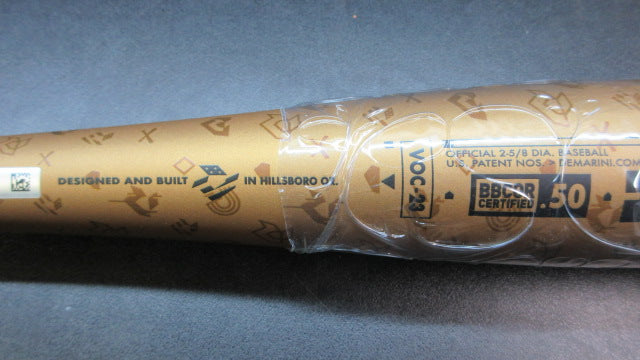 DESIGNED AND BUILT IN HILLSBORO OR.
VOC-23
OFFICIAL 2-5/8 DIA. BASEBALL
U.S. PATENT NOS. > DEMARINI.COM/
BBCOR
CERTIFIED .50